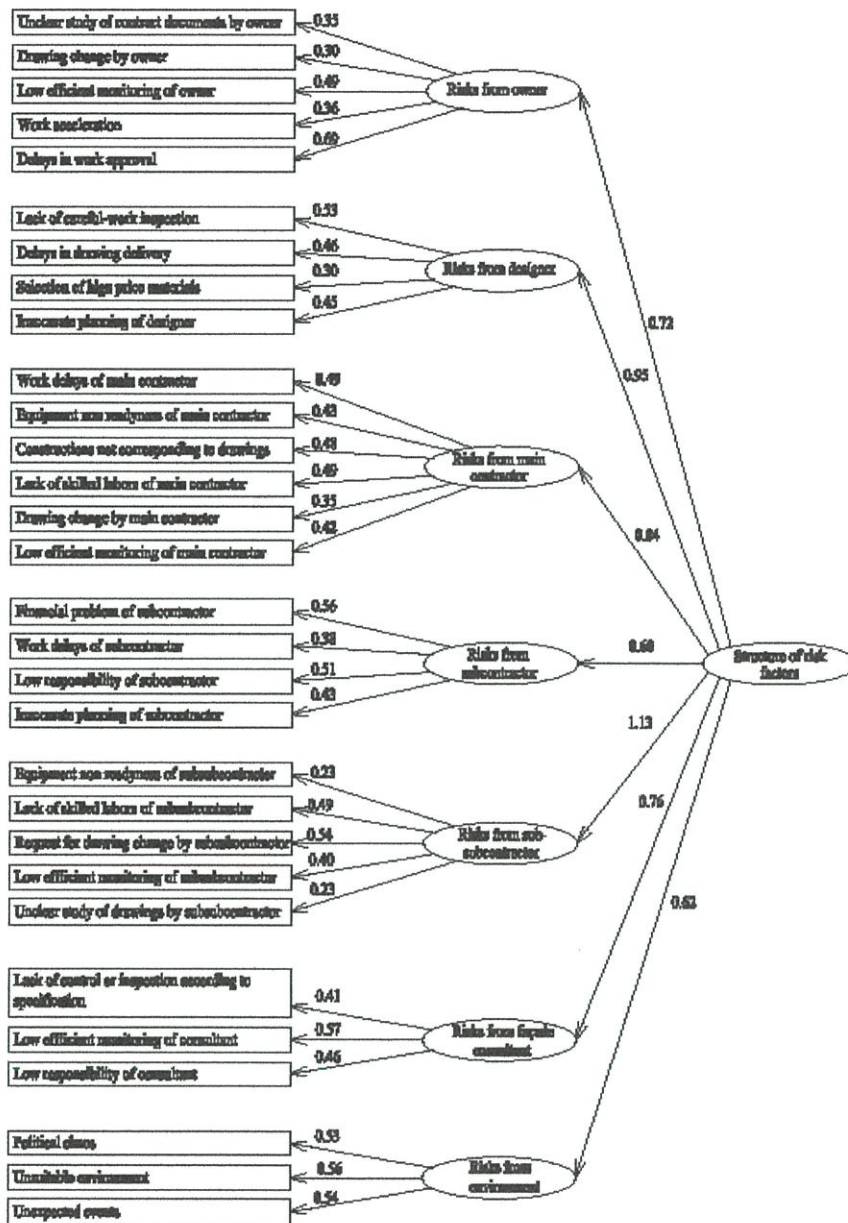 Unclear study of contract documents by owner
0.35
Drawing change by owner
0.30
Low efficient monitoring of owner
0.49
Risks from owner
Work acceleration
0.36
Delays in work approval
0.69
Lack of careful-work inspection
0.53
Delays in drawing delivery
0.46
Risks from designer
Selection of high price materials
0.30
Inaccurate planning of designer
0.45
0.72
0.95
Work delays of main contractor
0.49
Equipment non readyness of main contractor
0.43
Constructions not corresponding to drawings
0.48
Risks from main
contractor
Lack of skilled labors of main contractor
0.49
Drawing change by main contractor
0.35
Low efficient monitoring of main contractor
0.42
0.84
Financial problem of subcontractor
0.56
Work delays of subcontractor
0.38
Risks from
subcontractor
0.60
Structure of risk
factors
Low responsibility of subcontractor
0.51
Inaccurate planning of subcontractor
0.43
1.13
Equipment non readyness of subsubcontractor
0.23
Lack of skilled labors of subsubcontractor
0.49
0.76
Request for drawing change by subsubcontractor
0.54
Risks from sub-
subcontractor
Low efficient monitoring of subsubcontractor
0.40
Unclear study of drawings by subsubcontractor
0.23
0.62
Lack of control or inspection according to
specification
0.41
Low efficient monitoring of consultant
0.57
Risks from façade
consultant
Low responsibility of consultant
0.46
Political chaos
0.53
Unsuitable environment
0.56
Risks from
environment
Unexpected events
0.54